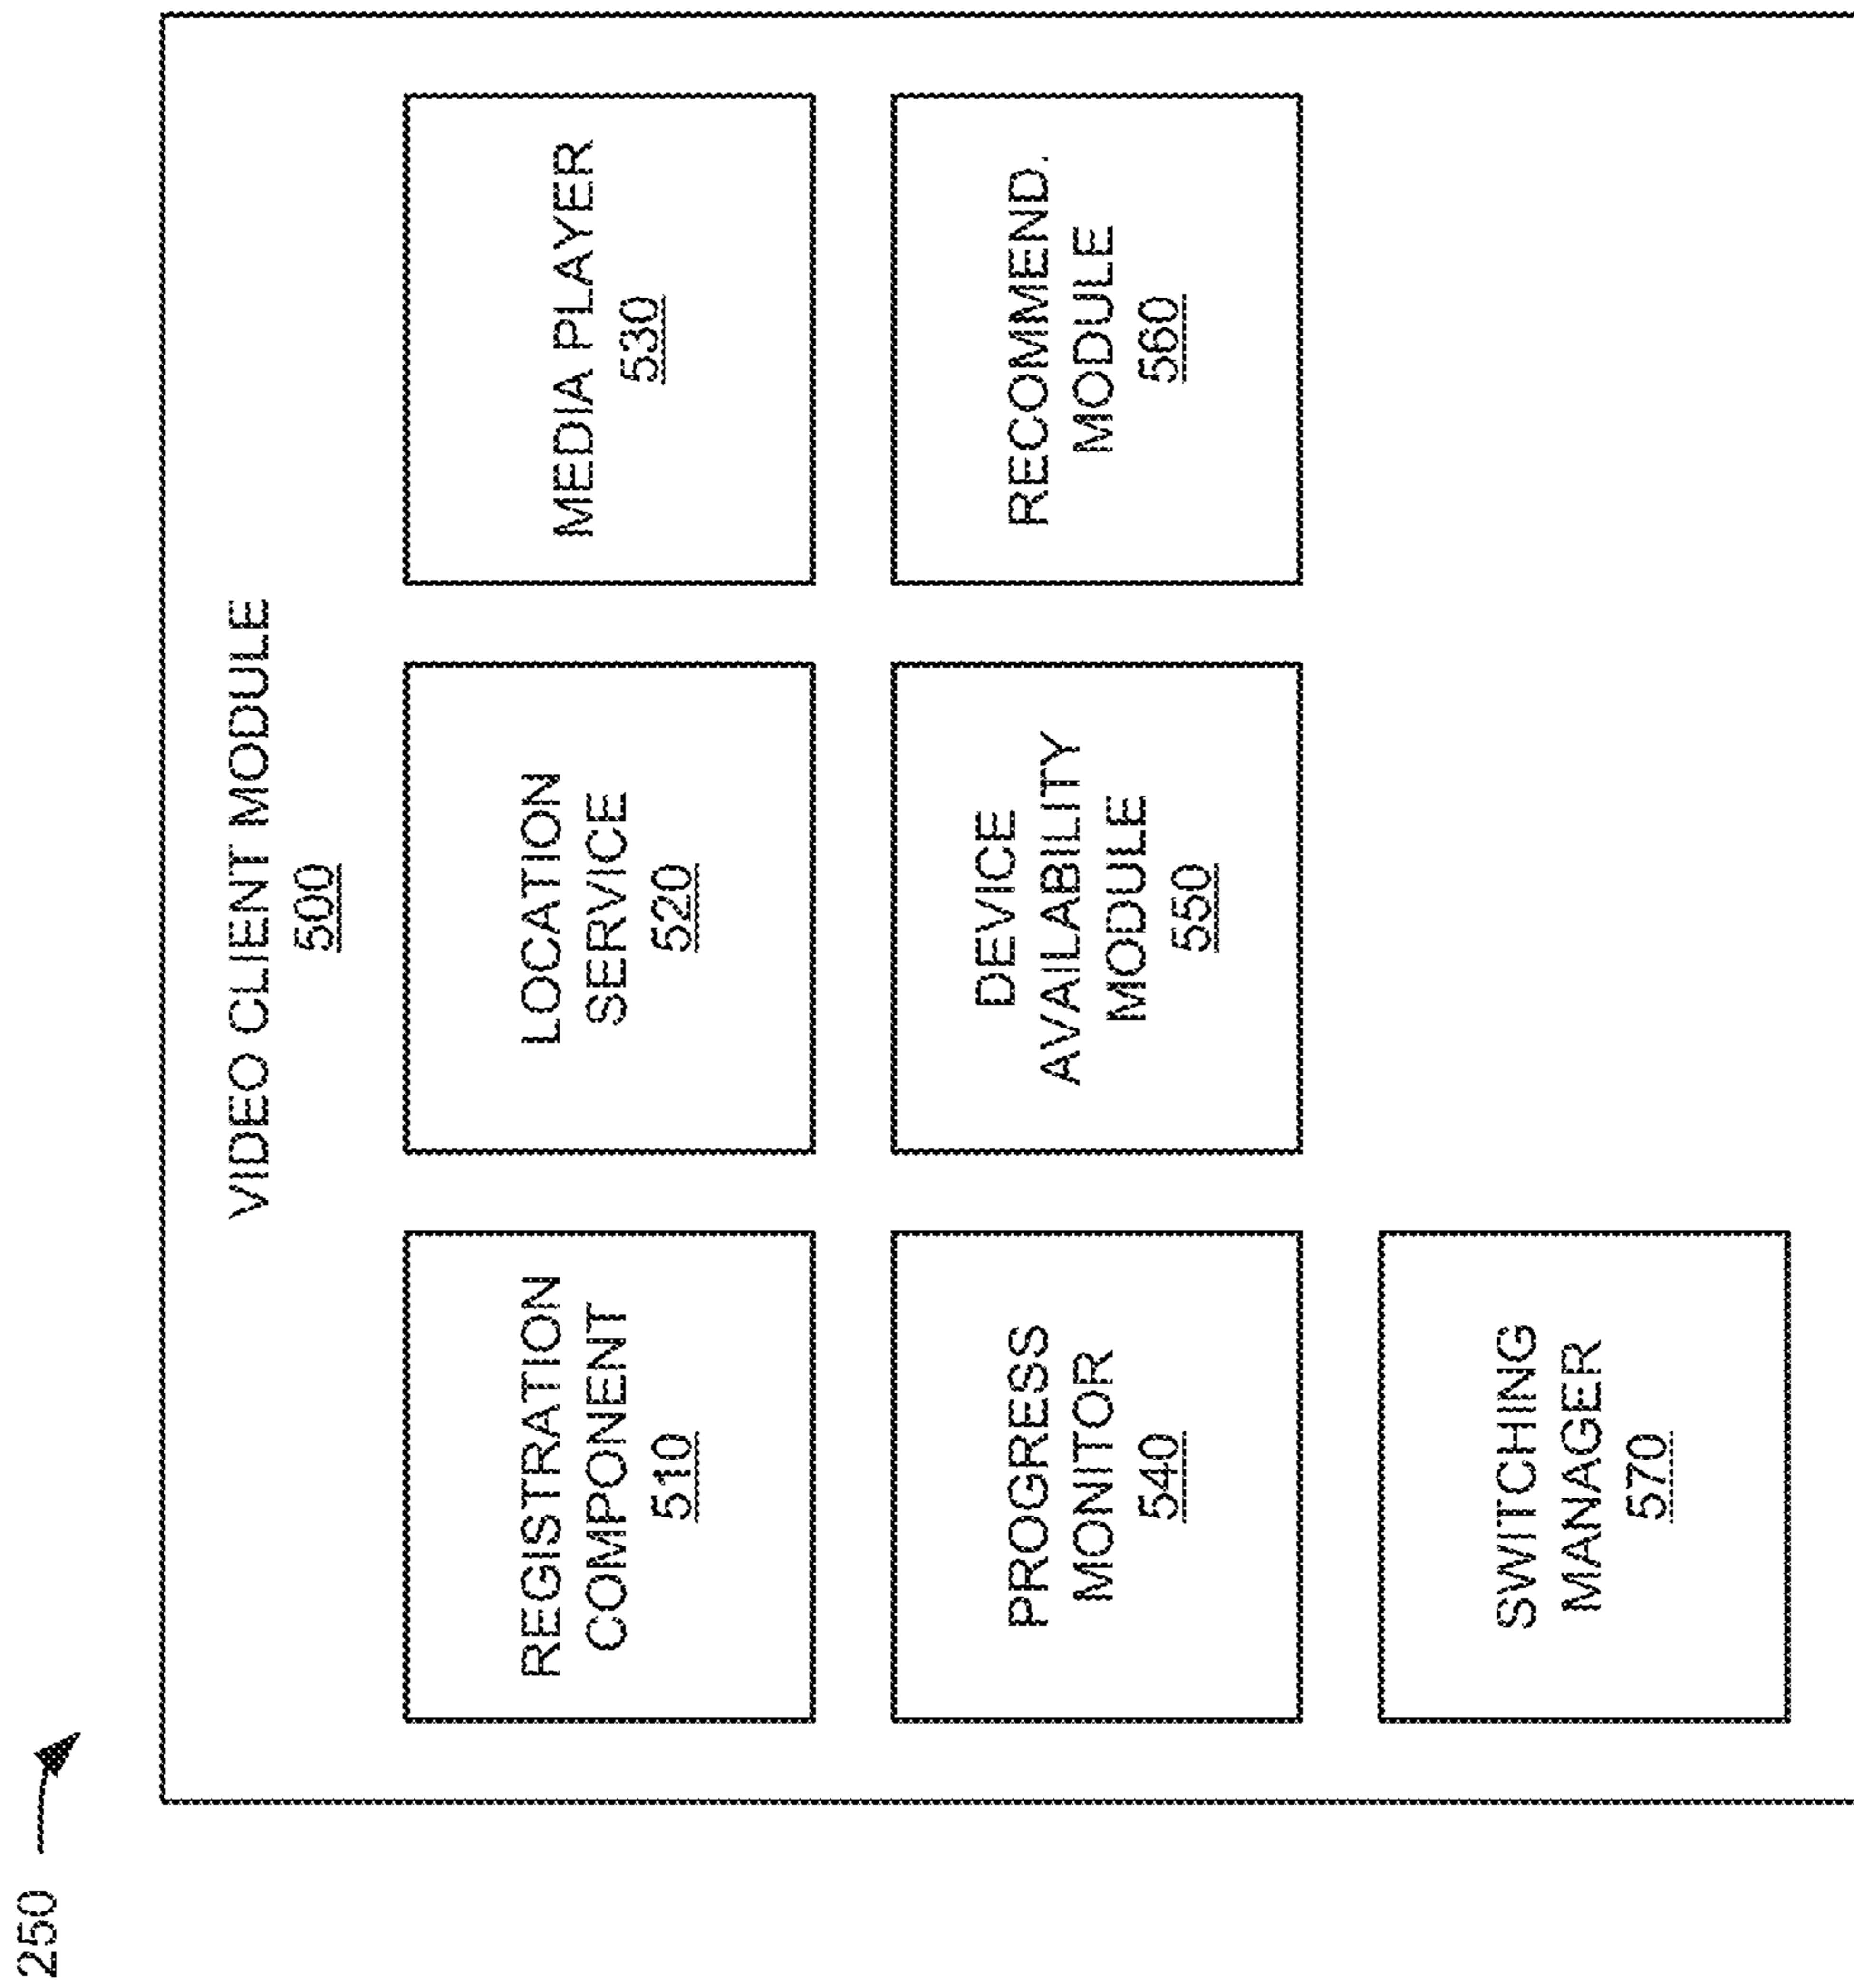 250
VIDEO CLIENT MODULE
500
REGISTRATION
COMPONENT
510
LOCATION
SERVICE
520
MEDIA PLAYER
530
PROGRESS
MONITOR
540
DEVICE
AVAILABILITY
MODULE
550
RECOMMEND.
MODULE
560
SWITCHING
MANAGER
570